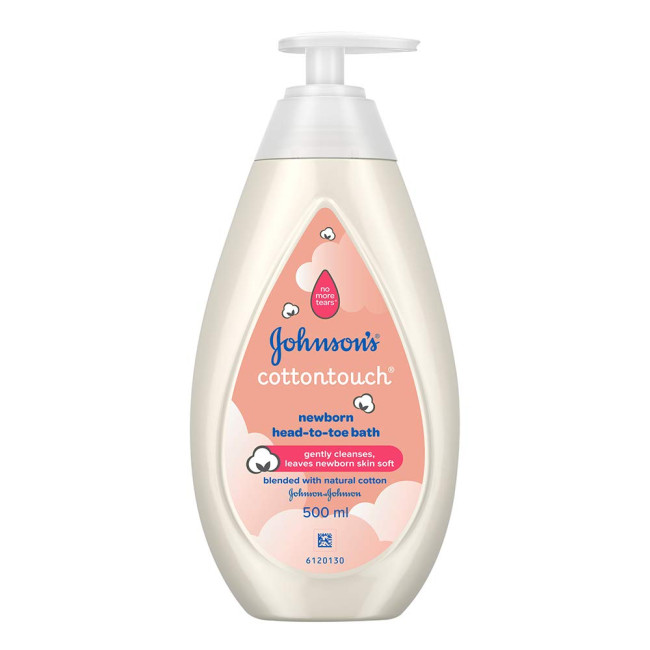 no
more
tears™
Johnson's®
cottontouch®
newborn
head-to-toe bath
gently cleanses,
leaves newborn skin soft
blended with natural cotton
Johnson & Johnson
500 ml
6120130